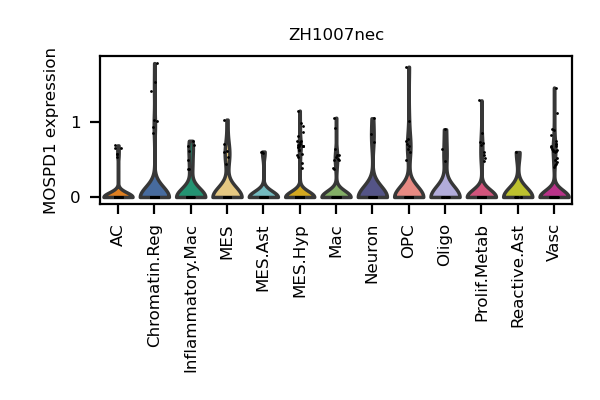 ZH1007nec
MOSPD1 expression
1
0
AC
Chromatin.Reg
Inflammatory.Mac
MES
MES.Ast
MES.Hyp
Mac
Neuron
OPC
Oligo
Prolif.Metab
Reactive.Ast
Vasc